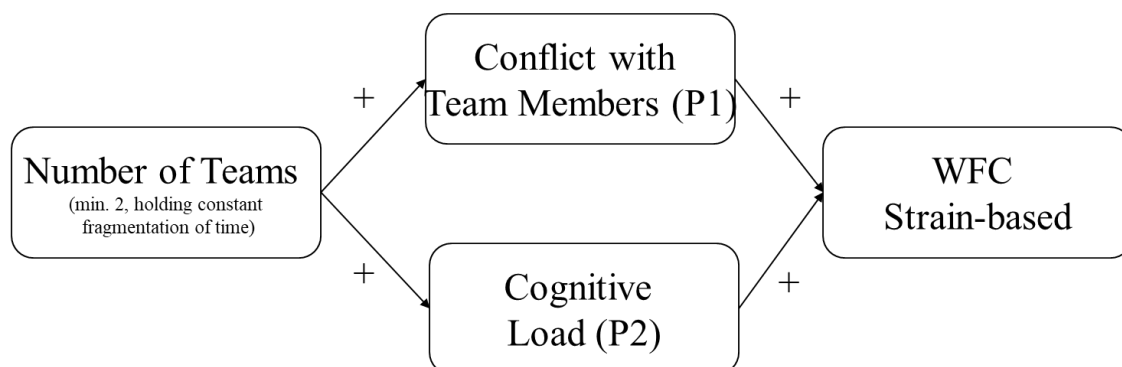 Conflict with
Team Members (P1)
+
+
Number of Teams
(min. 2, holding constant
fragmentation of time)
WFC
Strain-based
+
+
Cognitive
Load (P2)